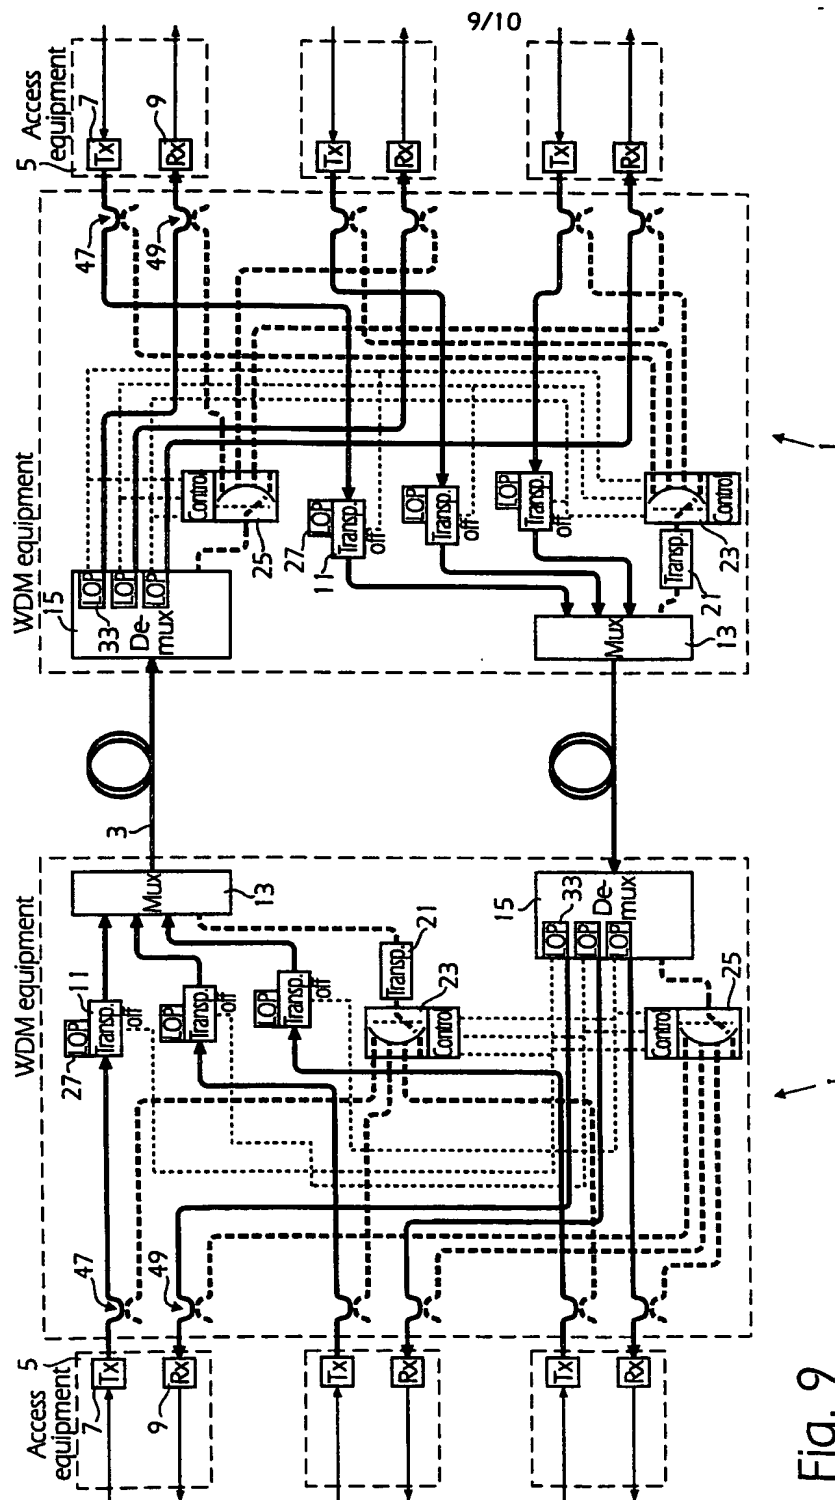 9/10
Access
equipment
5
7
Tx
9
Rx
47
49
WDM equipment
27
LOP
11
Transp.
off
LOP
Transp.
off
LOP
Transp.
off
Mux
13
Transp.
21
23
Control
3
WDM equipment
15
LOP
33
LOP
LOP
De-
mux
Control
25
27
LOP
11
Transp.
off
LOP
Transp.
off
LOP
Transp.
off
47
49
Access
equipment
5
7
Tx
9
Rx
Tx
Rx
Tx
Rx
15
LOP
33
LOP
LOP
De-
mux
Control
25
Mux
13
Transp.
21
23
Control
Tx
Rx
Tx
Rx
1
1
Fig. 9